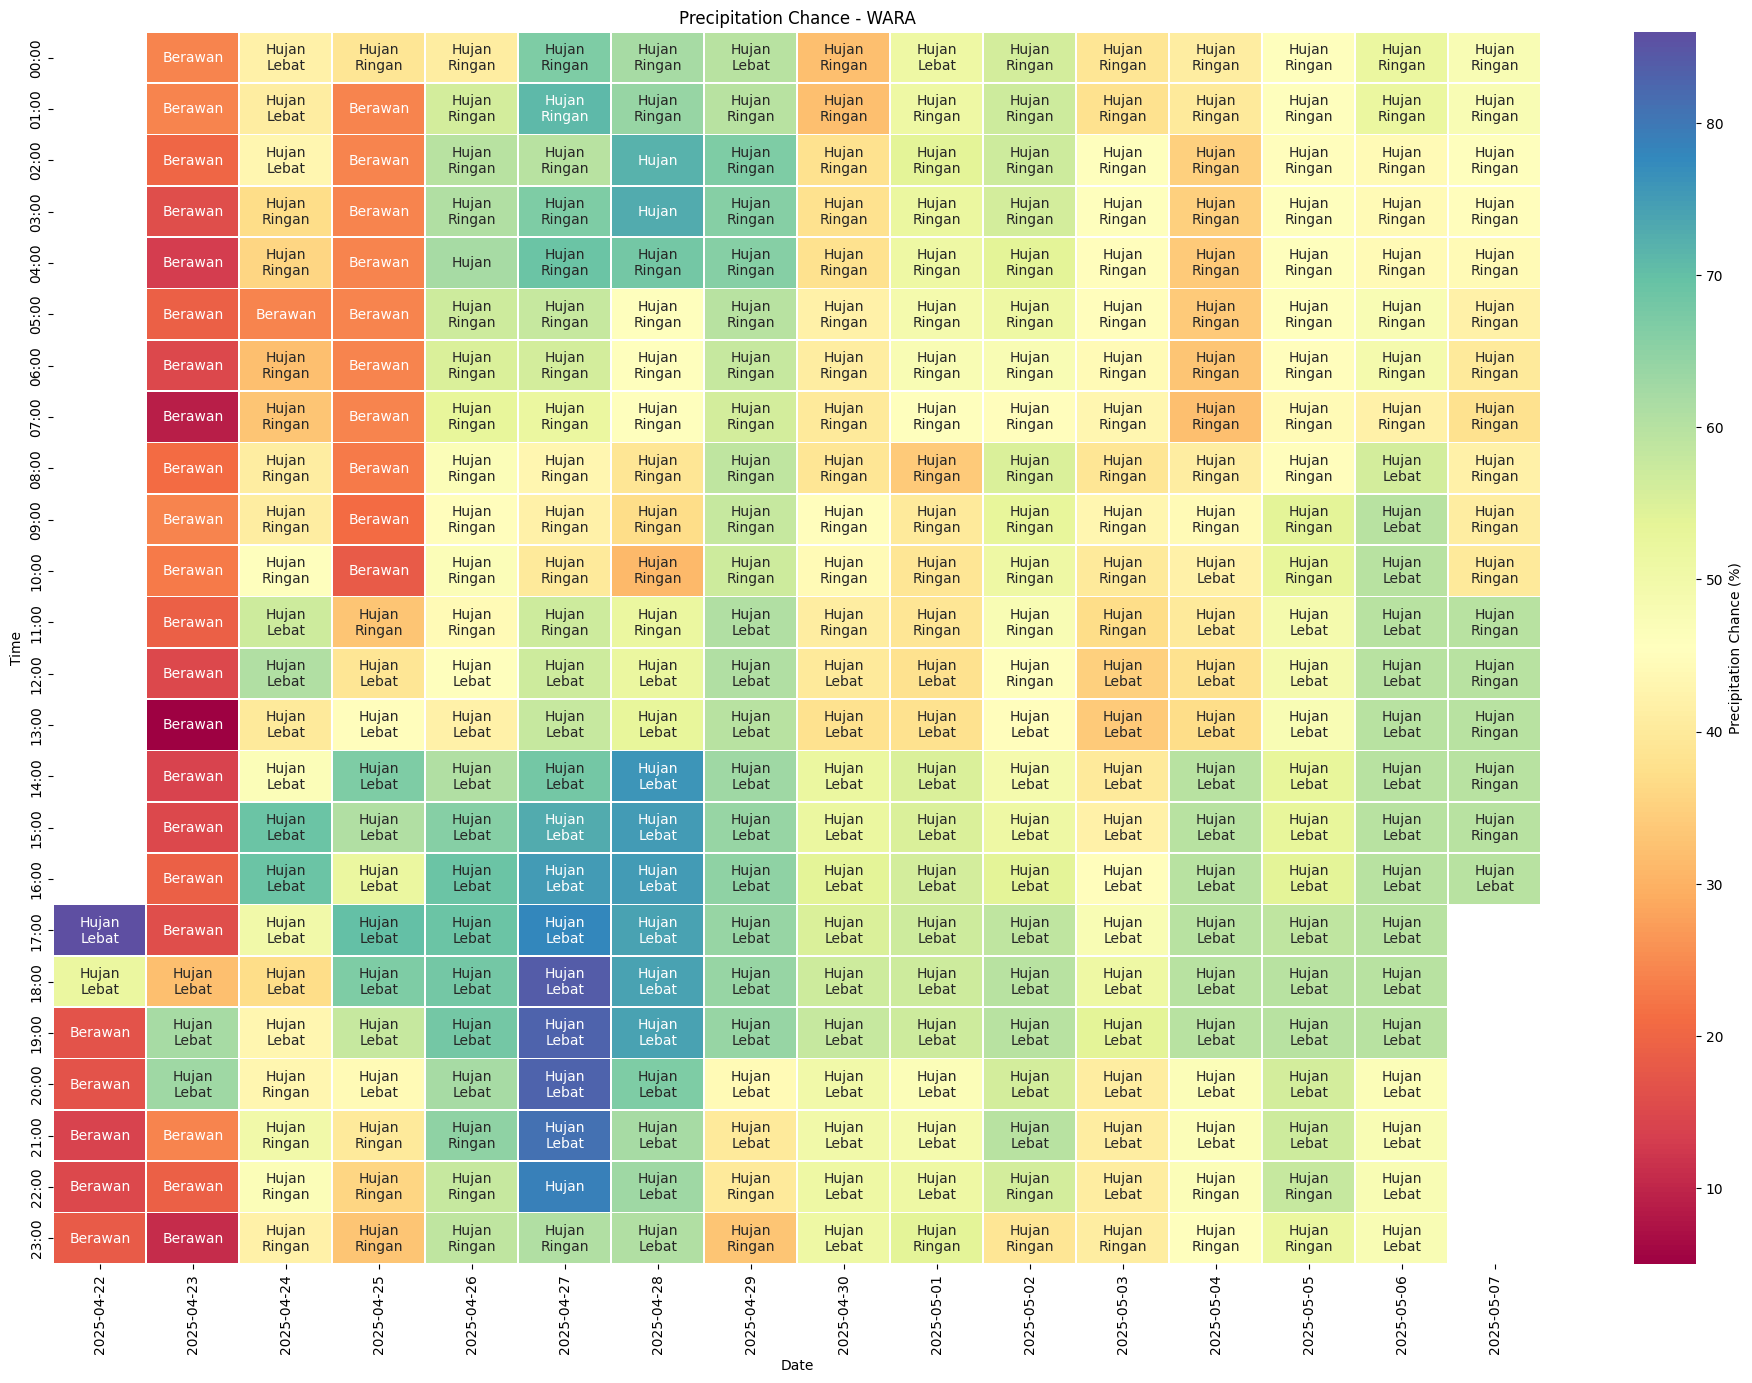 Precipitation Chance - WARA
Time
00:00 Berawan Hujan Lebat Hujan Ringan Hujan Ringan Hujan Ringan Hujan Ringan Hujan Lebat Hujan Ringan Hujan Lebat Hujan Ringan Hujan Ringan Hujan Ringan Hujan Ringan Hujan Ringan Hujan Ringan
01:00 Berawan Hujan Lebat Berawan Hujan Ringan Hujan Ringan Hujan Ringan Hujan Ringan Hujan Ringan Hujan Ringan Hujan Ringan Hujan Ringan Hujan Ringan Hujan Ringan Hujan Ringan Hujan Ringan
02:00 Berawan Hujan Lebat Berawan Hujan Ringan Hujan Ringan Hujan Hujan Ringan Hujan Ringan Hujan Ringan Hujan Ringan Hujan Ringan Hujan Ringan Hujan Ringan Hujan Ringan Hujan Ringan
03:00 Berawan Hujan Ringan Berawan Hujan Ringan Hujan Ringan Hujan Hujan Ringan Hujan Ringan Hujan Ringan Hujan Ringan Hujan Ringan Hujan Ringan Hujan Ringan Hujan Ringan Hujan Ringan
04:00 Berawan Hujan Ringan Berawan Hujan Hujan Ringan Hujan Ringan Hujan Ringan Hujan Ringan Hujan Ringan Hujan Ringan Hujan Ringan Hujan Ringan Hujan Ringan Hujan Ringan Hujan Ringan
05:00 Berawan Berawan Berawan Hujan Ringan Hujan Ringan Hujan Ringan Hujan Ringan Hujan Ringan Hujan Ringan Hujan Ringan Hujan Ringan Hujan Ringan Hujan Ringan Hujan Ringan Hujan Ringan
06:00 Berawan Hujan Ringan Berawan Hujan Ringan Hujan Ringan Hujan Ringan Hujan Ringan Hujan Ringan Hujan Ringan Hujan Ringan Hujan Ringan Hujan Ringan Hujan Ringan Hujan Ringan Hujan Ringan
07:00 Berawan Hujan Ringan Berawan Hujan Ringan Hujan Ringan Hujan Ringan Hujan Ringan Hujan Ringan Hujan Ringan Hujan Ringan Hujan Ringan Hujan Ringan Hujan Ringan Hujan Ringan Hujan Ringan
08:00 Berawan Hujan Ringan Berawan Hujan Ringan Hujan Ringan Hujan Ringan Hujan Ringan Hujan Ringan Hujan Ringan Hujan Ringan Hujan Ringan Hujan Ringan Hujan Ringan Hujan Lebat Hujan Ringan
09:00 Berawan Hujan Ringan Berawan Hujan Ringan Hujan Ringan Hujan Ringan Hujan Ringan Hujan Ringan Hujan Ringan Hujan Ringan Hujan Ringan Hujan Ringan Hujan Ringan Hujan Lebat Hujan Ringan
10:00 Berawan Hujan Ringan Berawan Hujan Ringan Hujan Ringan Hujan Ringan Hujan Ringan Hujan Ringan Hujan Ringan Hujan Ringan Hujan Ringan Hujan Lebat Hujan Ringan Hujan Lebat Hujan Ringan
11:00 Berawan Hujan Lebat Hujan Ringan Hujan Ringan Hujan Ringan Hujan Ringan Hujan Lebat Hujan Ringan Hujan Ringan Hujan Ringan Hujan Ringan Hujan Lebat Hujan Lebat Hujan Lebat Hujan Ringan
12:00 Berawan Hujan Lebat Hujan Lebat Hujan Lebat Hujan Lebat Hujan Lebat Hujan Lebat Hujan Lebat Hujan Lebat Hujan Ringan Hujan Lebat Hujan Lebat Hujan Lebat Hujan Lebat Hujan Ringan
13:00 Berawan Hujan Lebat Hujan Lebat Hujan Lebat Hujan Lebat Hujan Lebat Hujan Lebat Hujan Lebat Hujan Lebat Hujan Lebat Hujan Lebat Hujan Lebat Hujan Lebat Hujan Lebat Hujan Ringan
14:00 Berawan Hujan Lebat Hujan Lebat Hujan Lebat Hujan Lebat Hujan Lebat Hujan Lebat Hujan Lebat Hujan Lebat Hujan Lebat Hujan Lebat Hujan Lebat Hujan Lebat Hujan Lebat Hujan Ringan
15:00 Berawan Hujan Lebat Hujan Lebat Hujan Lebat Hujan Lebat Hujan Lebat Hujan Lebat Hujan Lebat Hujan Lebat Hujan Lebat Hujan Lebat Hujan Lebat Hujan Lebat Hujan Lebat Hujan Ringan
16:00 Berawan Hujan Lebat Hujan Lebat Hujan Lebat Hujan Lebat Hujan Lebat Hujan Lebat Hujan Lebat Hujan Lebat Hujan Lebat Hujan Lebat Hujan Lebat Hujan Lebat Hujan Lebat Hujan Lebat
17:00 Hujan Lebat Berawan Hujan Lebat Hujan Lebat Hujan Lebat Hujan Lebat Hujan Lebat Hujan Lebat Hujan Lebat Hujan Lebat Hujan Lebat Hujan Lebat Hujan Lebat Hujan Lebat Hujan Lebat
18:00 Hujan Lebat Hujan Lebat Hujan Lebat Hujan Lebat Hujan Lebat Hujan Lebat Hujan Lebat Hujan Lebat Hujan Lebat Hujan Lebat Hujan Lebat Hujan Lebat Hujan Lebat Hujan Lebat Hujan Lebat
19:00 Berawan Hujan Lebat Hujan Lebat Hujan Lebat Hujan Lebat Hujan Lebat Hujan Lebat Hujan Lebat Hujan Lebat Hujan Lebat Hujan Lebat Hujan Lebat Hujan Lebat Hujan Lebat Hujan Lebat
20:00 Berawan Hujan Lebat Hujan Ringan Hujan Lebat Hujan Lebat Hujan Lebat Hujan Lebat Hujan Lebat Hujan Lebat Hujan Lebat Hujan Lebat Hujan Lebat Hujan Lebat Hujan Lebat Hujan Lebat
21:00 Berawan Berawan Hujan Ringan Hujan Ringan Hujan Ringan Hujan Lebat Hujan Lebat Hujan Lebat Hujan Lebat Hujan Lebat Hujan Lebat Hujan Lebat Hujan Lebat Hujan Lebat Hujan Lebat
22:00 Berawan Berawan Hujan Ringan Hujan Ringan Hujan Ringan Hujan Hujan Lebat Hujan Ringan Hujan Lebat Hujan Lebat Hujan Ringan Hujan Lebat Hujan Ringan Hujan Ringan Hujan Lebat
23:00 Berawan Berawan Hujan Ringan Hujan Ringan Hujan Ringan Hujan Ringan Hujan Lebat Hujan Ringan Hujan Lebat Hujan Ringan Hujan Ringan Hujan Ringan Hujan Ringan Hujan Ringan Hujan Lebat
2025-04-22 2025-04-23 2025-04-24 2025-04-25 2025-04-26 2025-04-27 2025-04-28 2025-04-29 2025-04-30 2025-05-01 2025-05-02 2025-05-03 2025-05-04 2025-05-05 2025-05-06 2025-05-07
Date
80
70
60
50
40
30
20
10
Precipitation Chance (%)